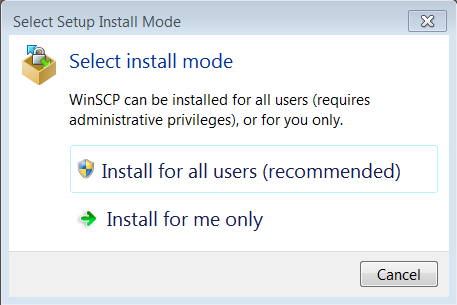 Select Setup Install Mode
Select install mode
WinSCP can be installed for all users (requires
administrative privileges), or for you only.
Install for all users (recommended)
Install for me only
Cancel